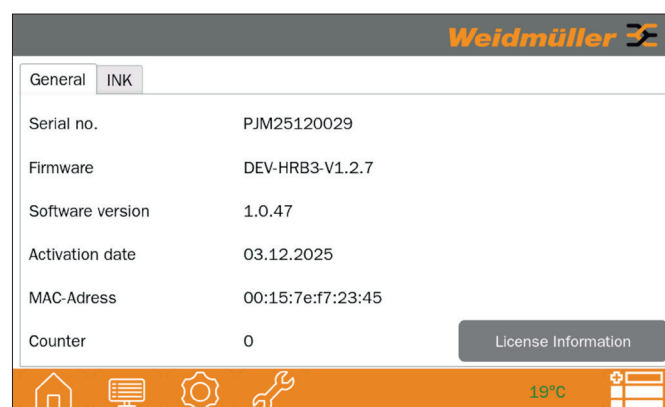 Weidmüller
General INK
Serial no. PJM25120029
Firmware DEV-HRB3-V1.2.7
Software version 1.0.47
Activation date 03.12.2025
MAC-Adress 00:15:7e:f7:23:45
Counter 0 License Information
19°C